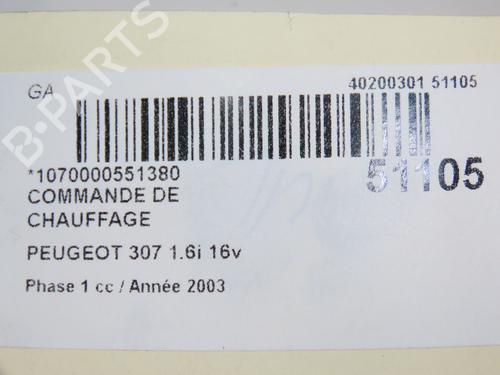 B-PARTS
GA
40200301 51105
*1070000551380
51105
COMMANDE DE
CHAUFFAGE
PEUGEOT 307 1.6i 16v
Phase 1 cc / Année 2003